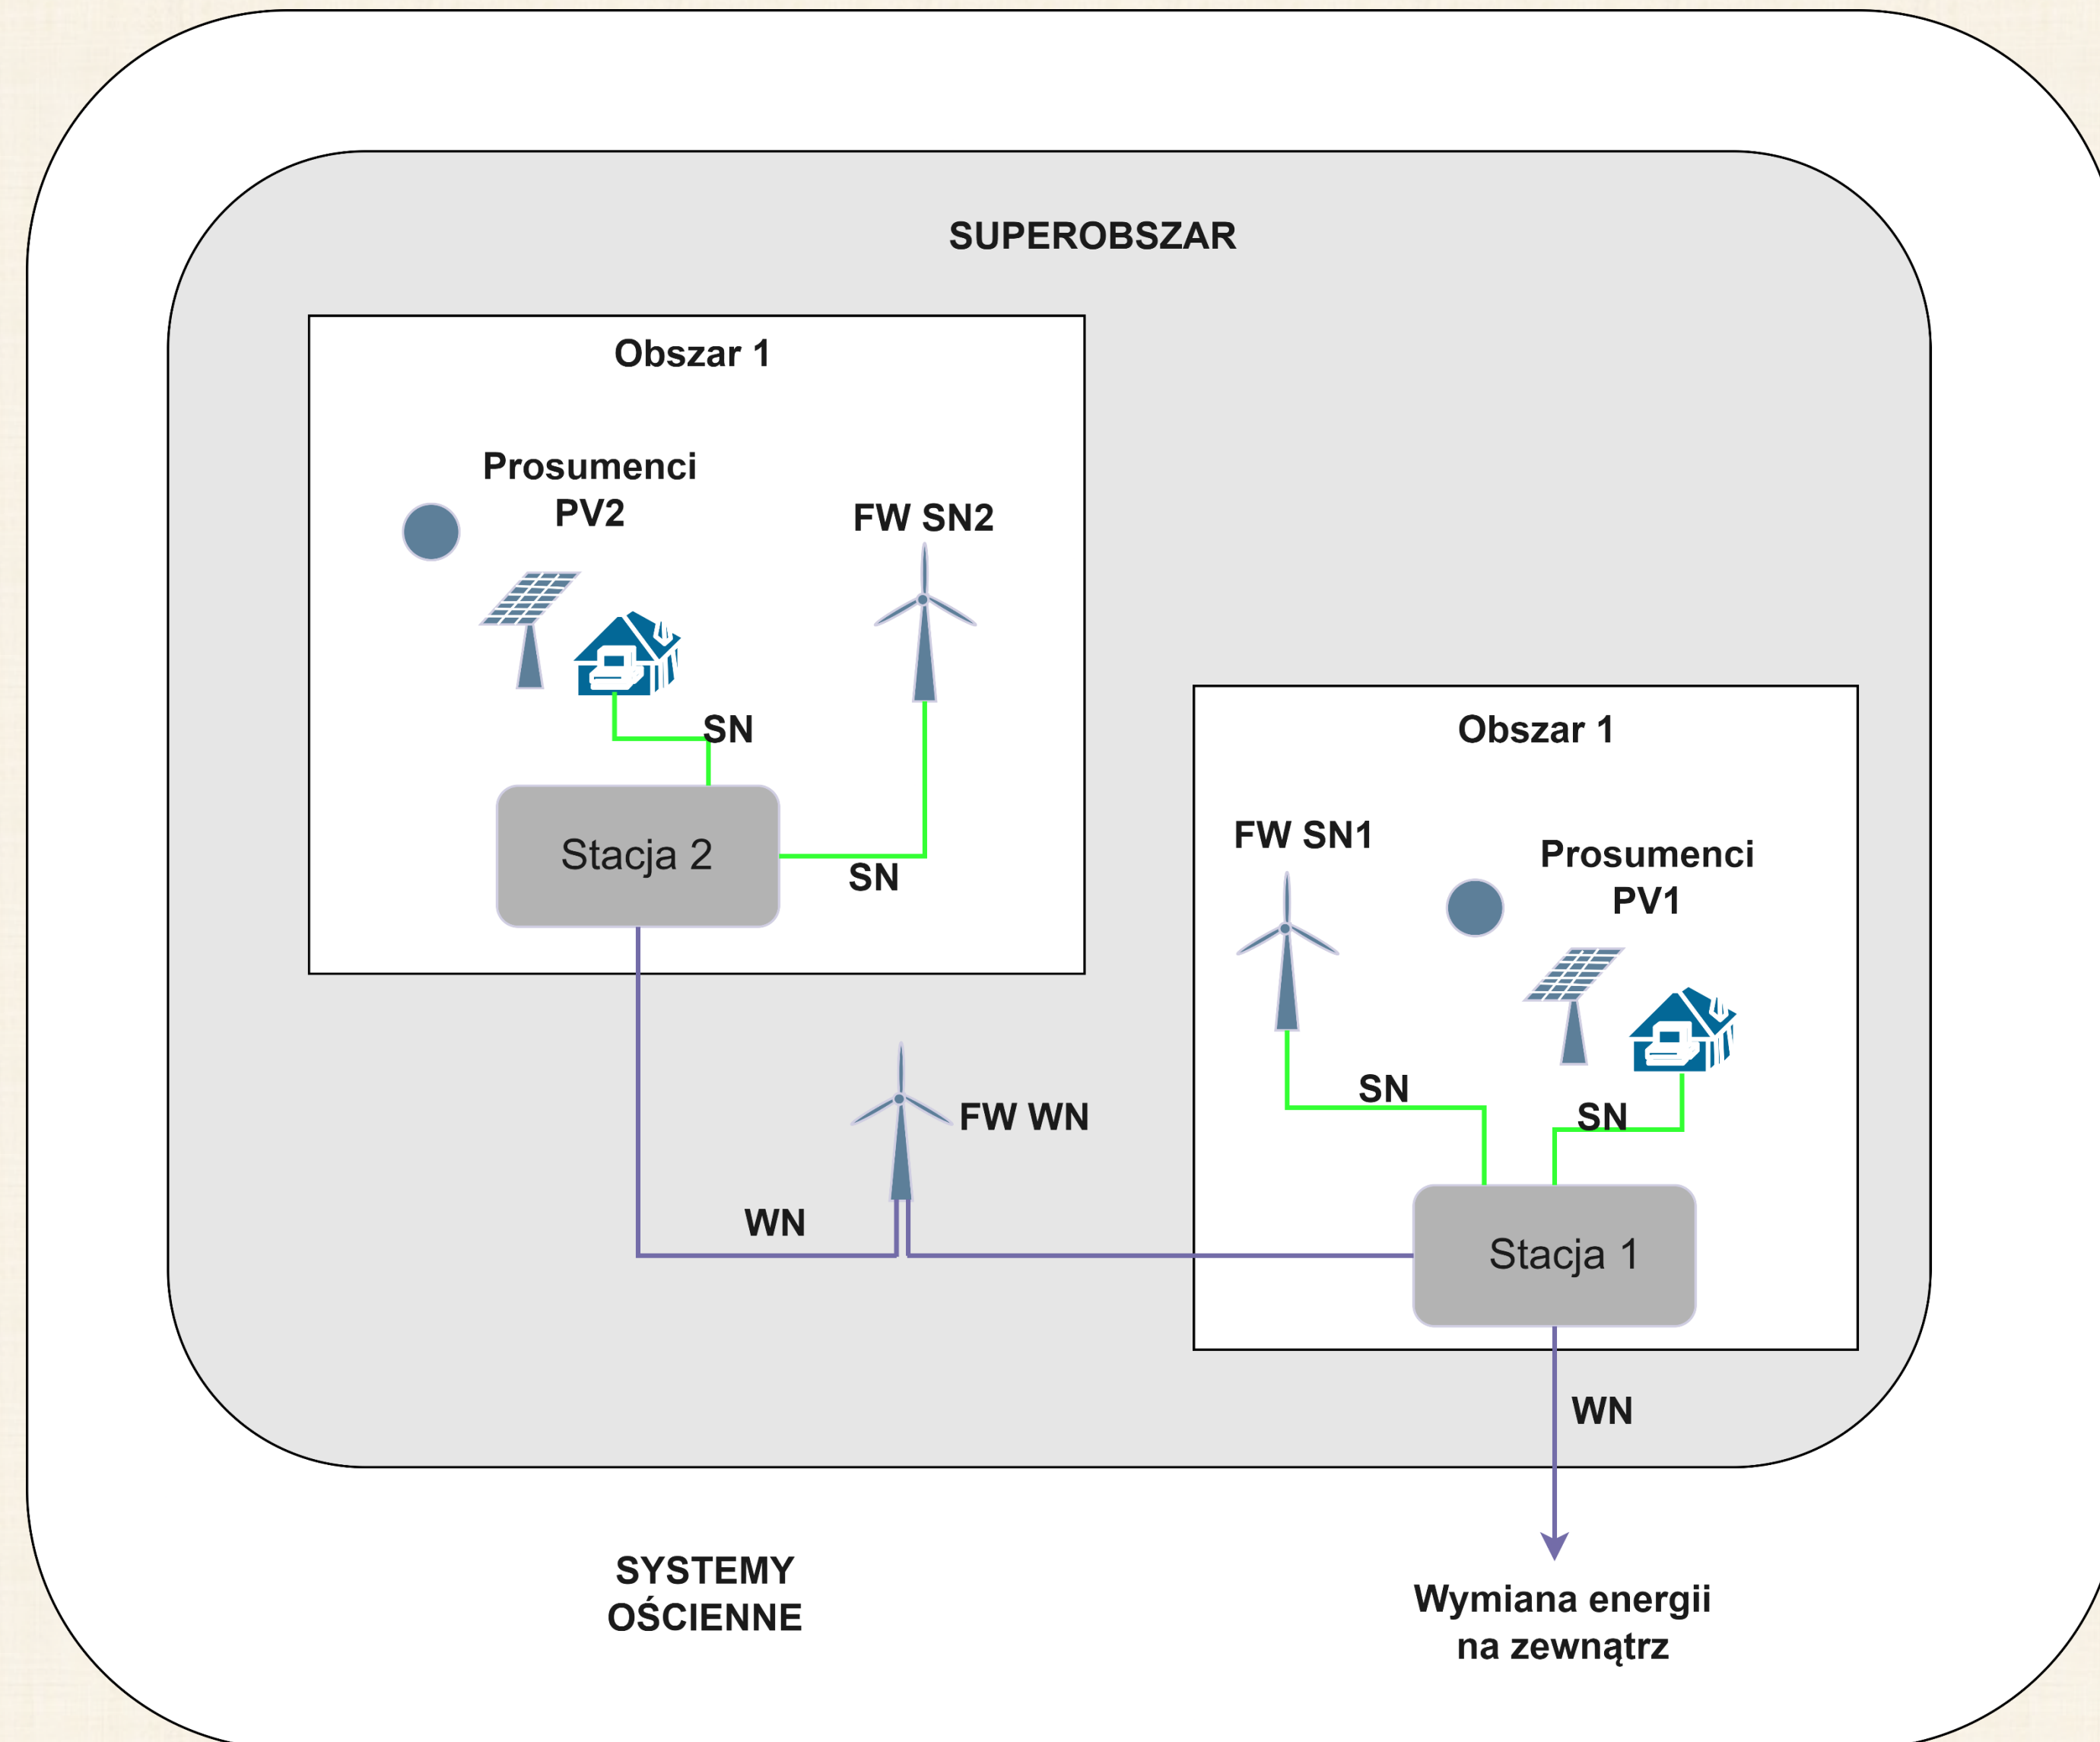 SUPEROBSZAR
Obszar 1
Prosumenci
PV2
FW SN2
SN
Stacja 2
SN
Obszar 1
FW SN1
Prosumenci
PV1
SN
SN
FW WN
WN
Stacja 1
WN
SYSTEMY
OŚCIENNE
Wymiana energii
na zewnątrz